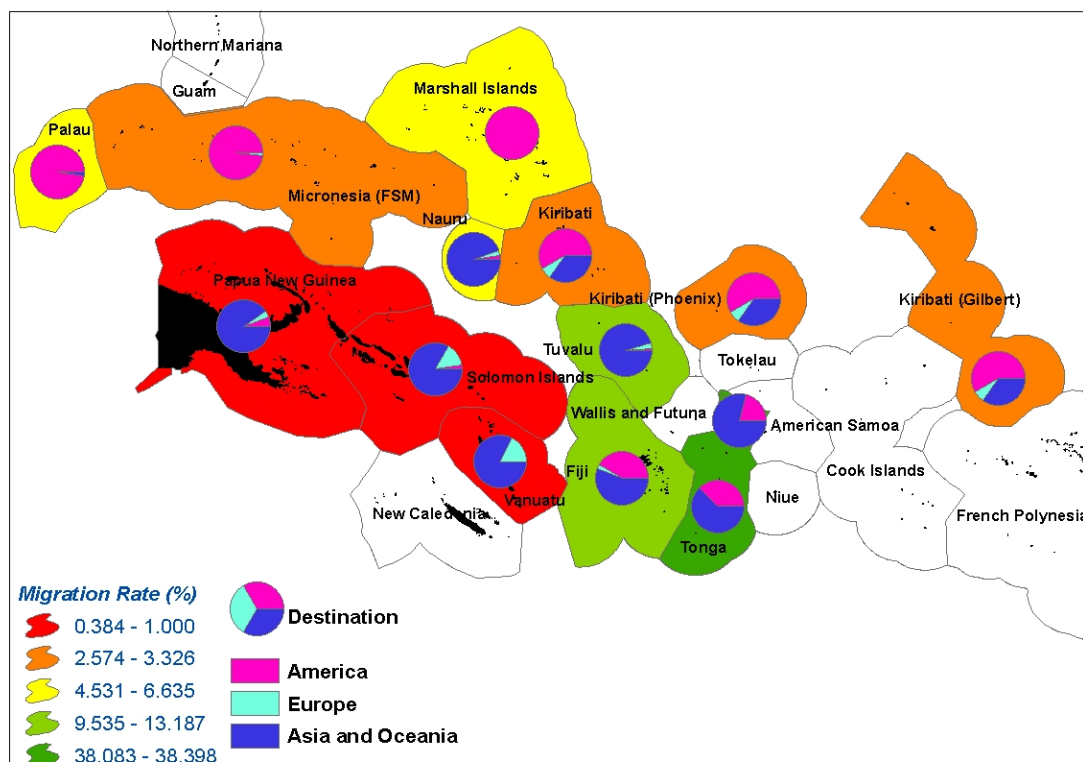 Northern Mariana
Guam
Marshall Islands
Palau
Micronesia (FSM)
Nauru
Kiribati
Papua New Guinea
Kiribati (Phoenix)
Kiribati (Gilbert)
Tuvalu
Tokelau
Solomon Islands
Wallis and Futuna
American Samoa
Fiji
Cook Islands
Vanuatu
Niue
New Caledonia
French Polynesia
Tonga
Migration Rate (%)
0.384 - 1.000
2.574 - 3.326
4.531 - 6.635
9.535 - 13.187
38.083 - 38.398
Destination
America
Europe
Asia and Oceania